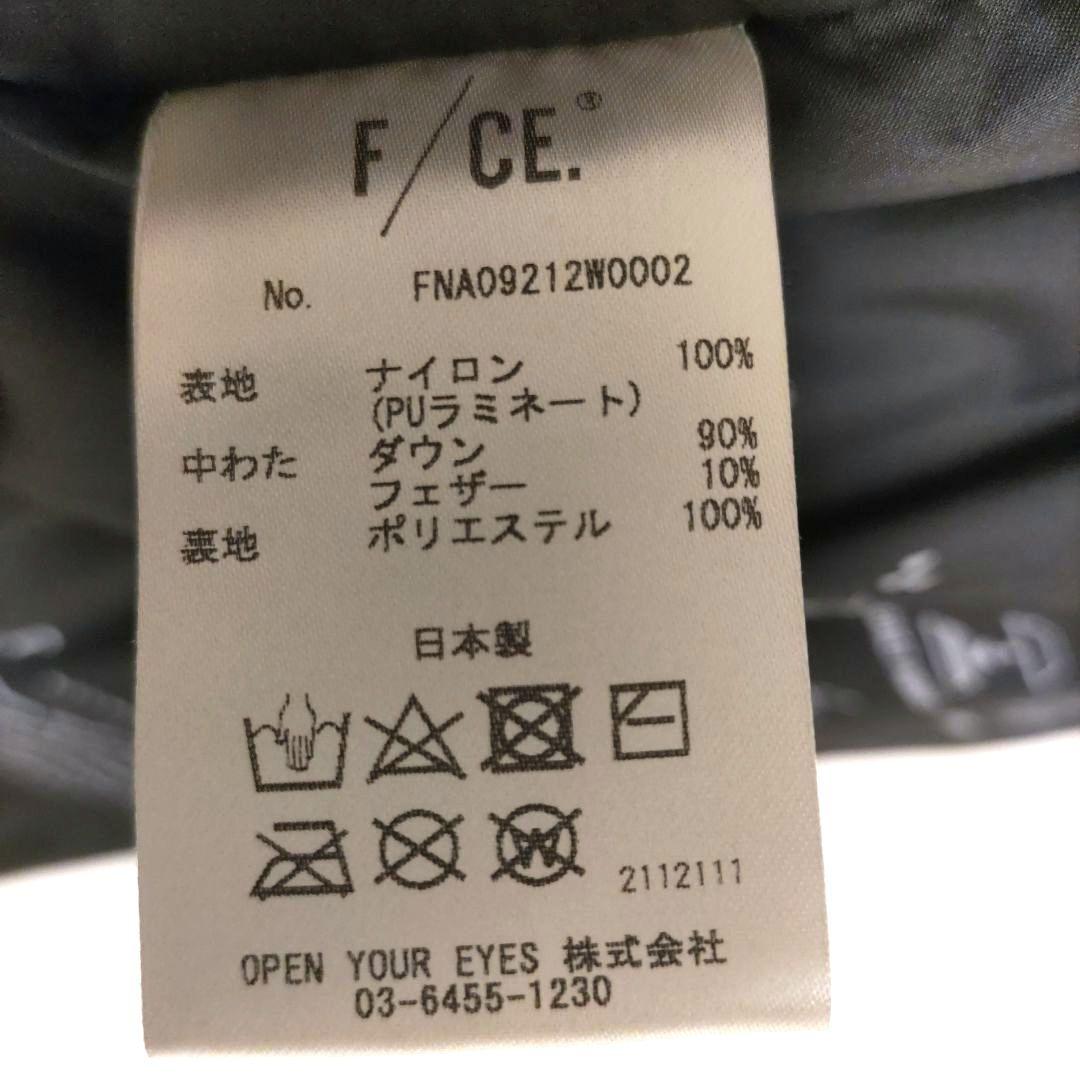 F/CE.®
No. FNA09212W0002
表地 ナイロン 100%
(PUラミネート)
中わた ダウン 90%
フェザー 10%
裏地 ポリエステル 100%
日本製
W
2112111
OPEN YOUR EYES 株式会社
03-6455-1230